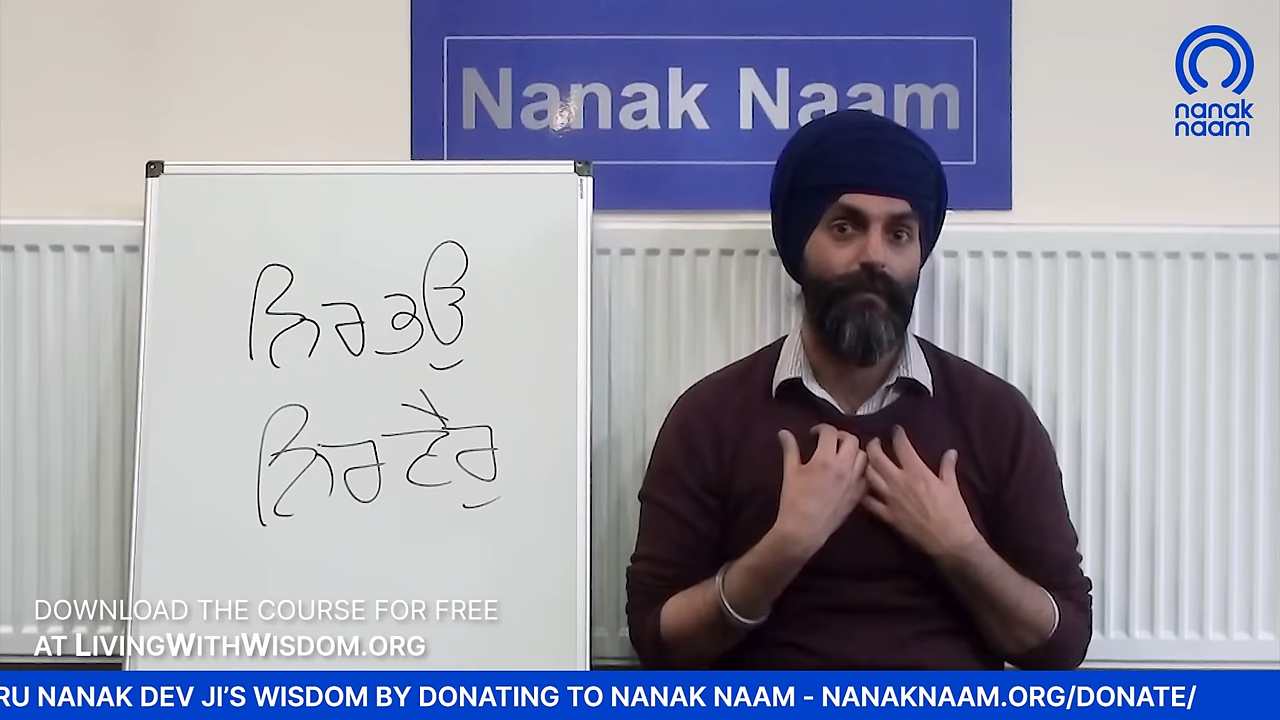 Nanak Naam
nanak
naam
ਨਿਰਭਉ
ਨਿਰਵੈਰੁ
DOWNLOAD THE COURSE FOR FREE
AT LIVINGWITHWISDOM.ORG
RU NANAK DEV JI'S WISDOM BY DONATING TO NANAK NAAM - NANAKNAAM.ORG/DONATE/